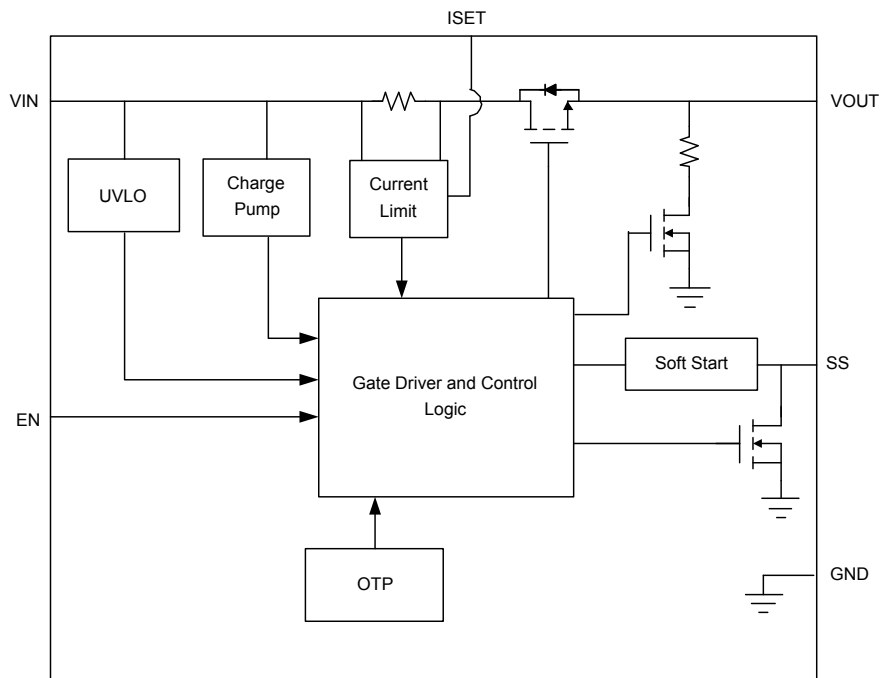 ISET
VIN
VOUT
UVLO
Charge
Pump
Current
Limit
Gate Driver and Control
Logic
Soft Start
SS
EN
OTP
GND